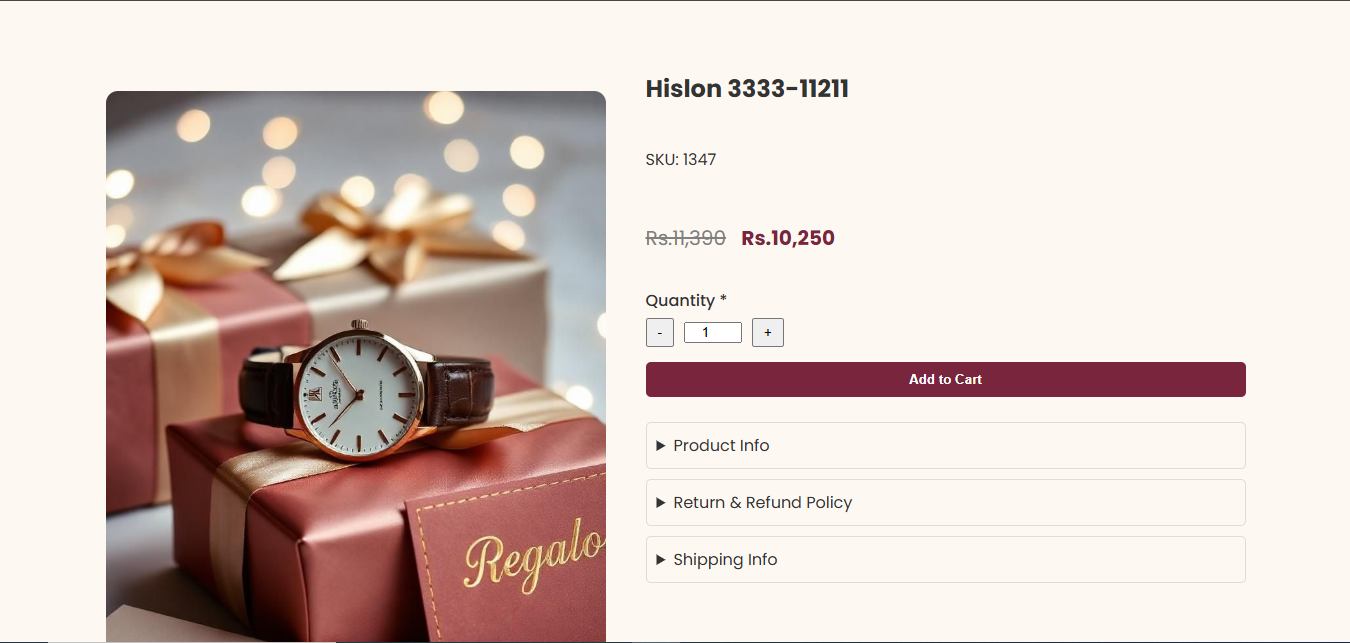 Hislon 3333-11211
SKU: 1347
Rs.11,390 Rs.10,250
Quantity *
- 1 +
Add to Cart
Product Info
Return & Refund Policy
Shipping Info
Regalo